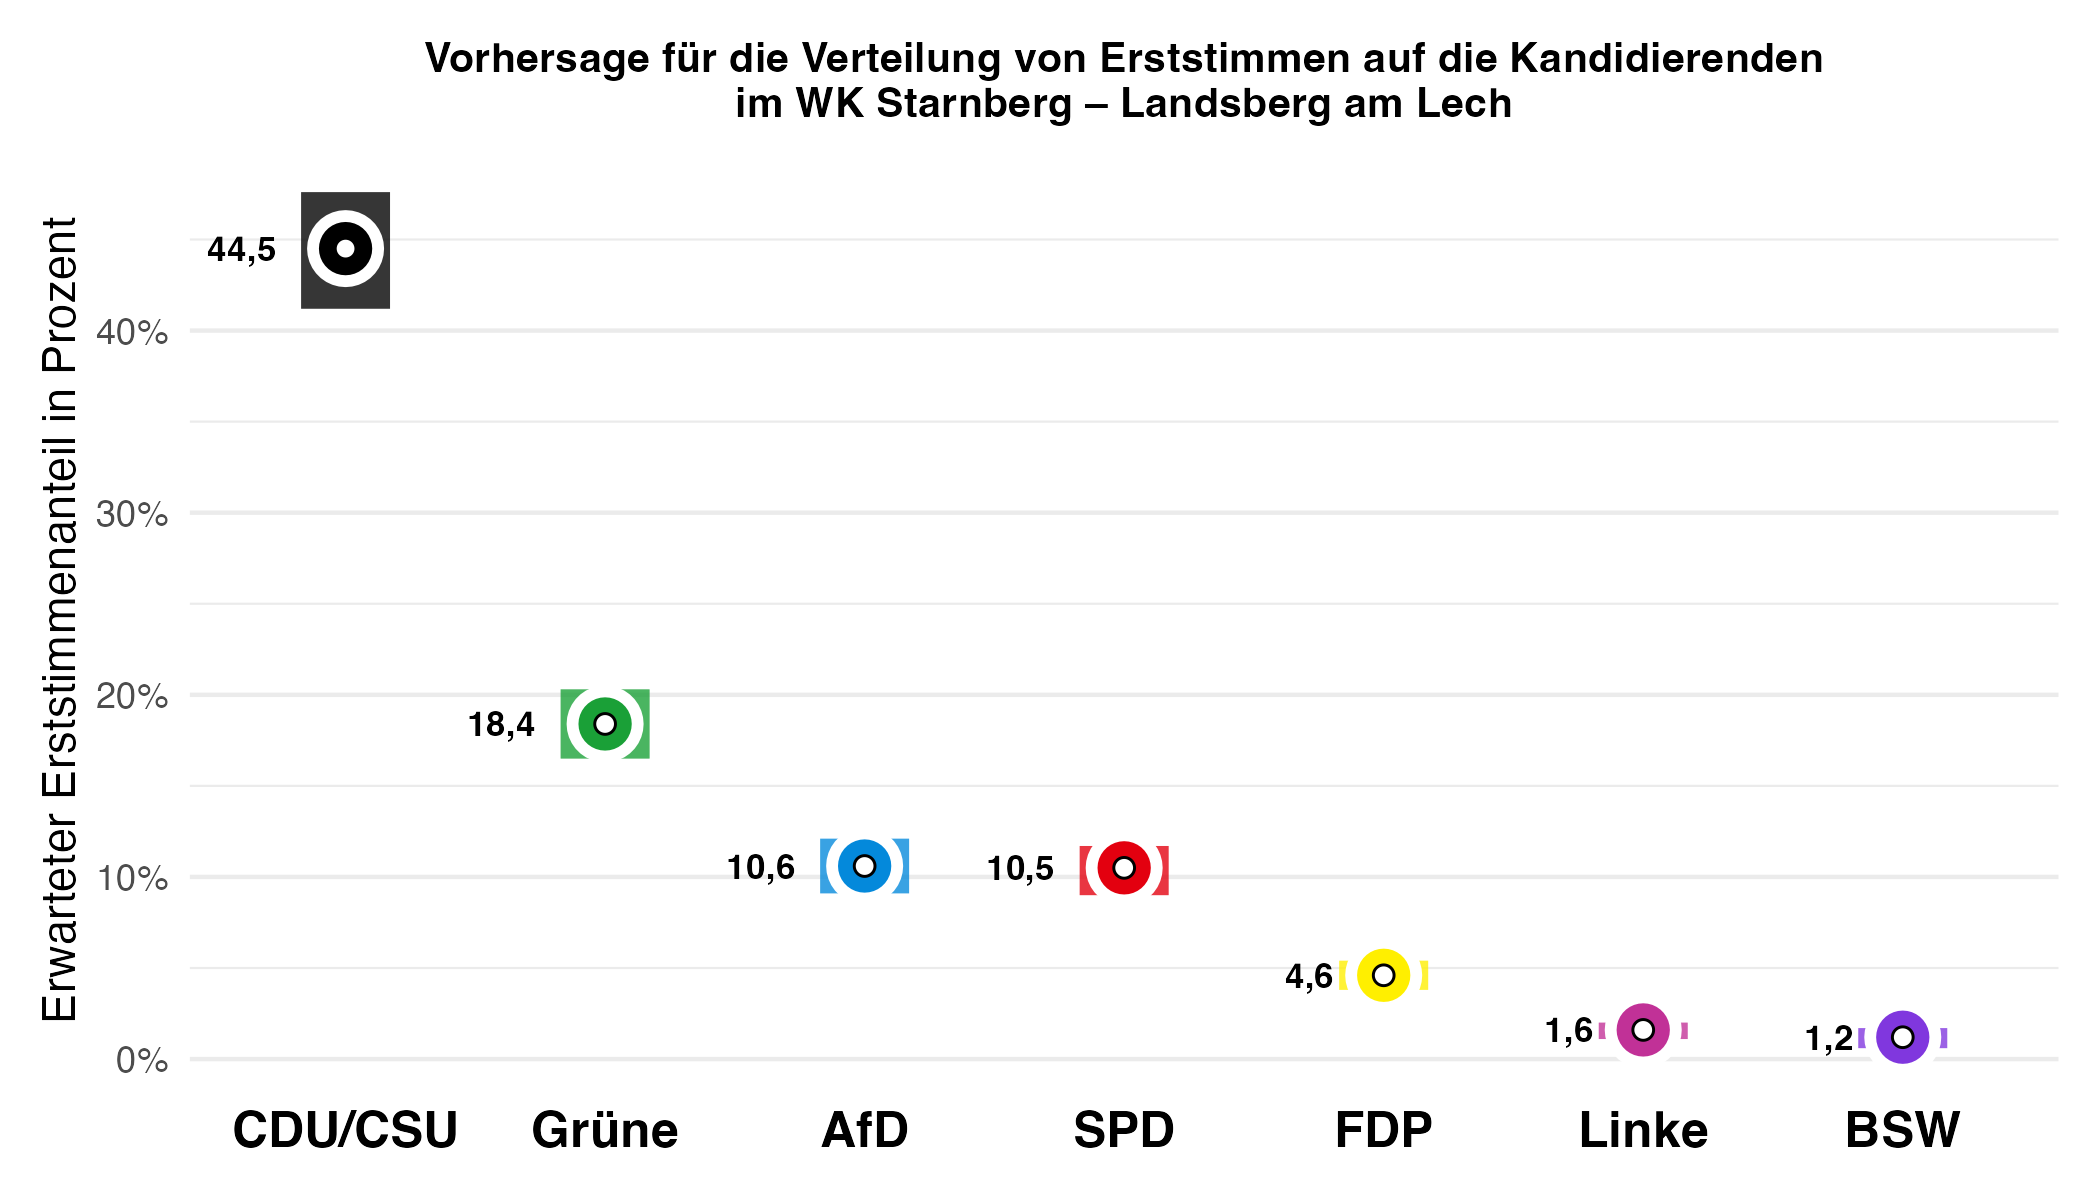 Vorhersage für die Verteilung von Erststimmen auf die Kandidierenden
im WK Starnberg – Landsberg am Lech
Erwarteter Erststimmenanteil in Prozent
40%
30%
20%
10%
0%
44,5
18,4
10,6
10,5
4,6
1,6
1,2
CDU/CSU
Grüne
AfD
SPD
FDP
Linke
BSW